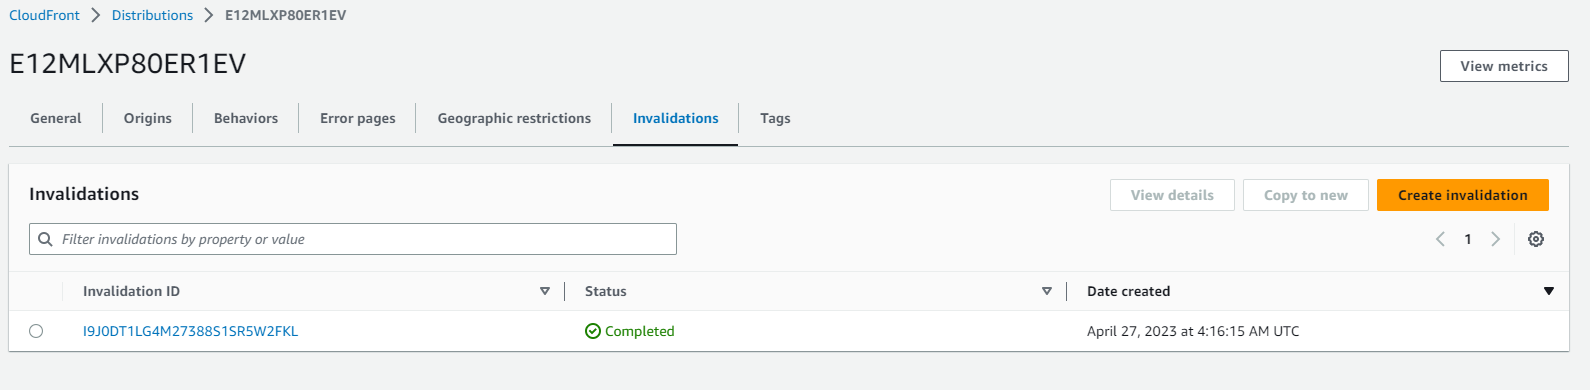 CloudFront Distributions E12MLXP80ER1EV
E12MLXP80ER1EV
View metrics
General Origins Behaviors Error pages Geographic restrictions Invalidations Tags
Invalidations
View details Copy to new Create invalidation
Filter invalidations by property or value
1
Invalidation ID Status Date created
I9J0DT1LG4M27388S1SR5W2FKL Completed April 27, 2023 at 4:16:15 AM UTC